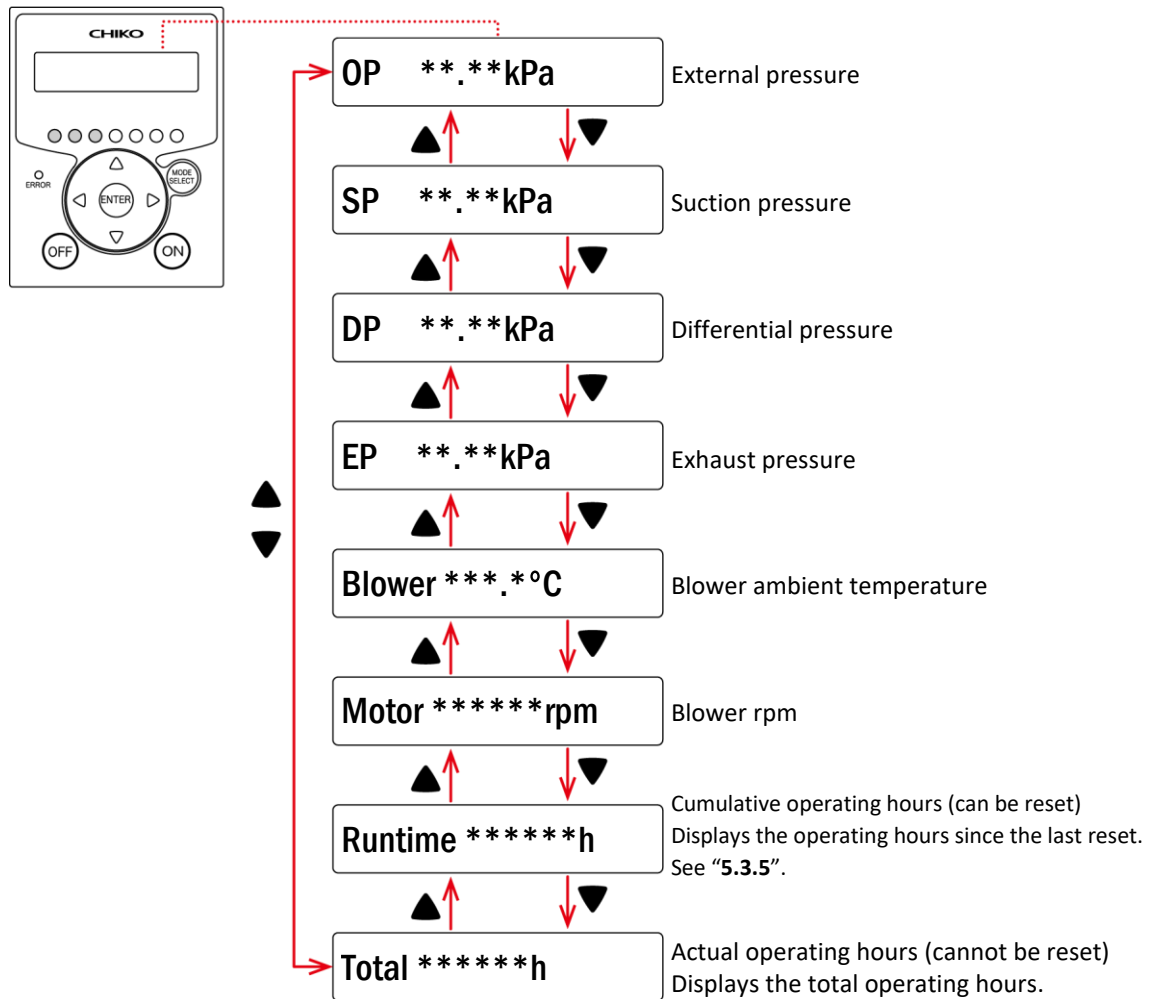 CHIKO
ERROR
MODE
SELECT
ENTER
OFF
ON
OP **.**kPa
External pressure
SP **.**kPa
Suction pressure
DP **.**kPa
Differential pressure
EP **.**kPa
Exhaust pressure
Blower ***.*°C
Blower ambient temperature
Motor ******rpm
Blower rpm
Runtime ******h
Cumulative operating hours (can be reset)
Displays the operating hours since the last reset.
See “5.3.5”.
Total ******h
Actual operating hours (cannot be reset)
Displays the total operating hours.